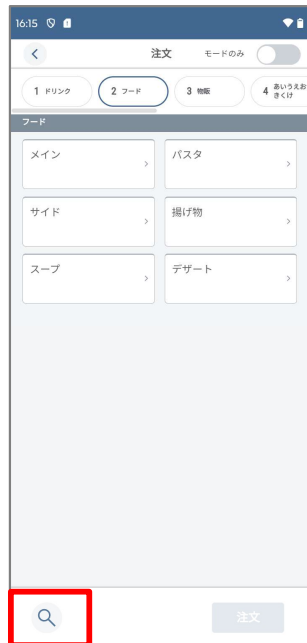 16:15
注文 モードのみ
1 ドリンク 2 フード 3 物販 4 あいうえお
きくけ
フード
メイン パスタ
サイド 揚げ物
スープ デザート
注文